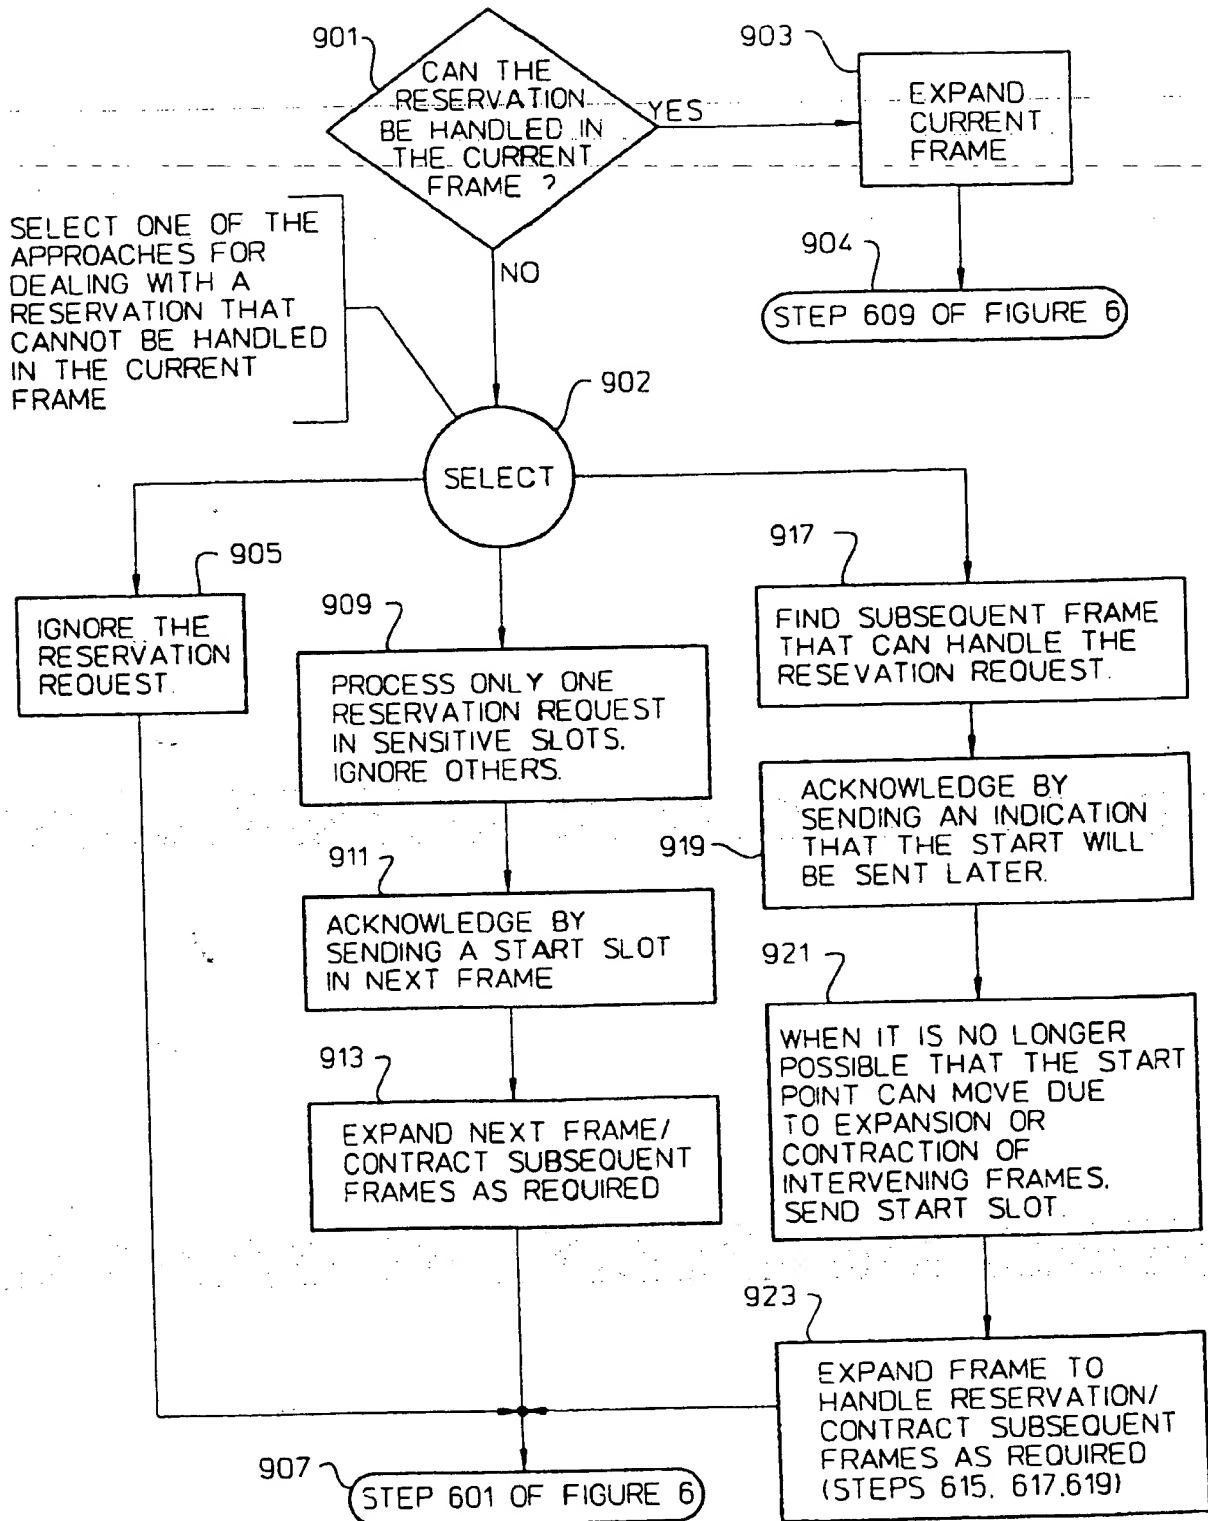 901
CAN THE
RESERVATION
BE HANDLED IN
THE CURRENT
FRAME ?
YES
903
EXPAND
CURRENT
FRAME
904
STEP 609 OF FIGURE 6
NO
SELECT ONE OF THE
APPROACHES FOR
DEALING WITH A
RESERVATION THAT
CANNOT BE HANDLED
IN THE CURRENT
FRAME
902
SELECT
905
IGNORE THE
RESERVATION
REQUEST.
909
PROCESS ONLY ONE
RESERVATION REQUEST
IN SENSITIVE SLOTS.
IGNORE OTHERS.
911
ACKNOWLEDGE BY
SENDING A START SLOT
IN NEXT FRAME
913
EXPAND NEXT FRAME/
CONTRACT SUBSEQUENT
FRAMES AS REQUIRED
917
FIND SUBSEQUENT FRAME
THAT CAN HANDLE THE
RESEVATION REQUEST.
919
ACKNOWLEDGE BY
SENDING AN INDICATION
THAT THE START WILL
BE SENT LATER.
921
WHEN IT IS NO LONGER
POSSIBLE THAT THE START
POINT CAN MOVE DUE
TO EXPANSION OR
CONTRACTION OF
INTERVENING FRAMES.
SEND START SLOT.
923
EXPAND FRAME TO
HANDLE RESERVATION/
CONTRACT SUBSEQUENT
FRAMES AS REQUIRED
(STEPS 615, 617,619)
907
STEP 601 OF FIGURE 6